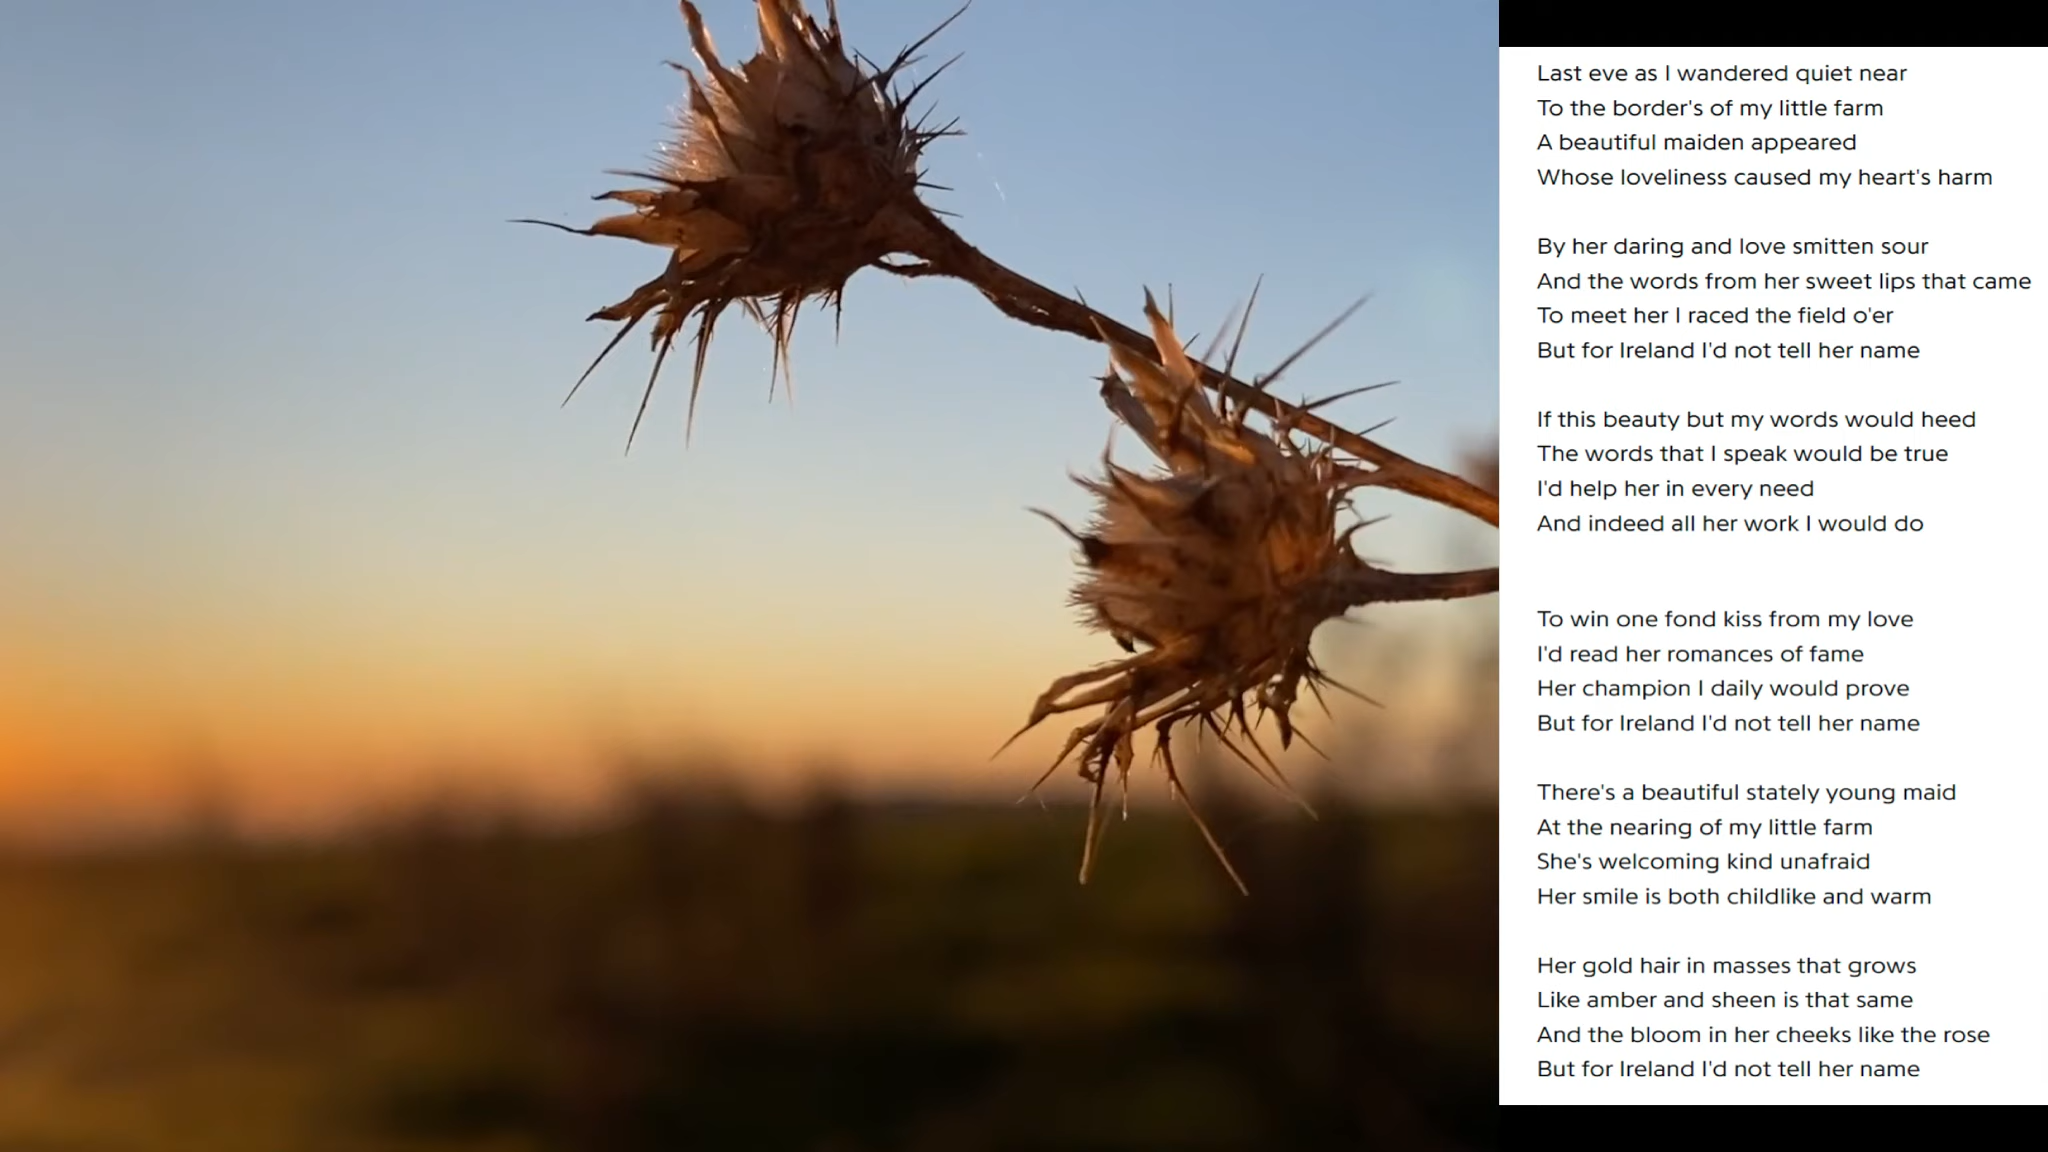 Last eve as I wandered quiet near
To the border's of my little farm
A beautiful maiden appeared
Whose loveliness caused my heart's harm
By her daring and love smitten sour
And the words from her sweet lips that came
To meet her I raced the field o'er
But for Ireland I'd not tell her name
If this beauty but my words would heed
The words that I speak would be true
I'd help her in every need
And indeed all her work I would do
To win one fond kiss from my love
I'd read her romances of fame
Her champion I daily would prove
But for Ireland I'd not tell her name
There's a beautiful stately young maid
At the nearing of my little farm
She's welcoming kind unafraid
Her smile is both childlike and warm
Her gold hair in masses that grows
Like amber and sheen is that same
And the bloom in her cheeks like the rose
But for Ireland I'd not tell her name